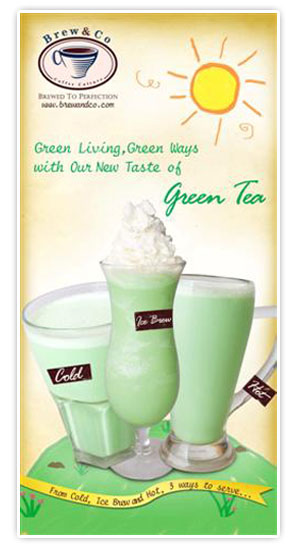 Brew & Co
Coffee Culture
BREWED TO PERFECTION
www.brewandco.com
Green Living,Green Ways
with Our New Taste of
Green Tea
Ice Brew
Cold
Hot
From Cold, Ice Brew and Hot, 3 ways to serve...